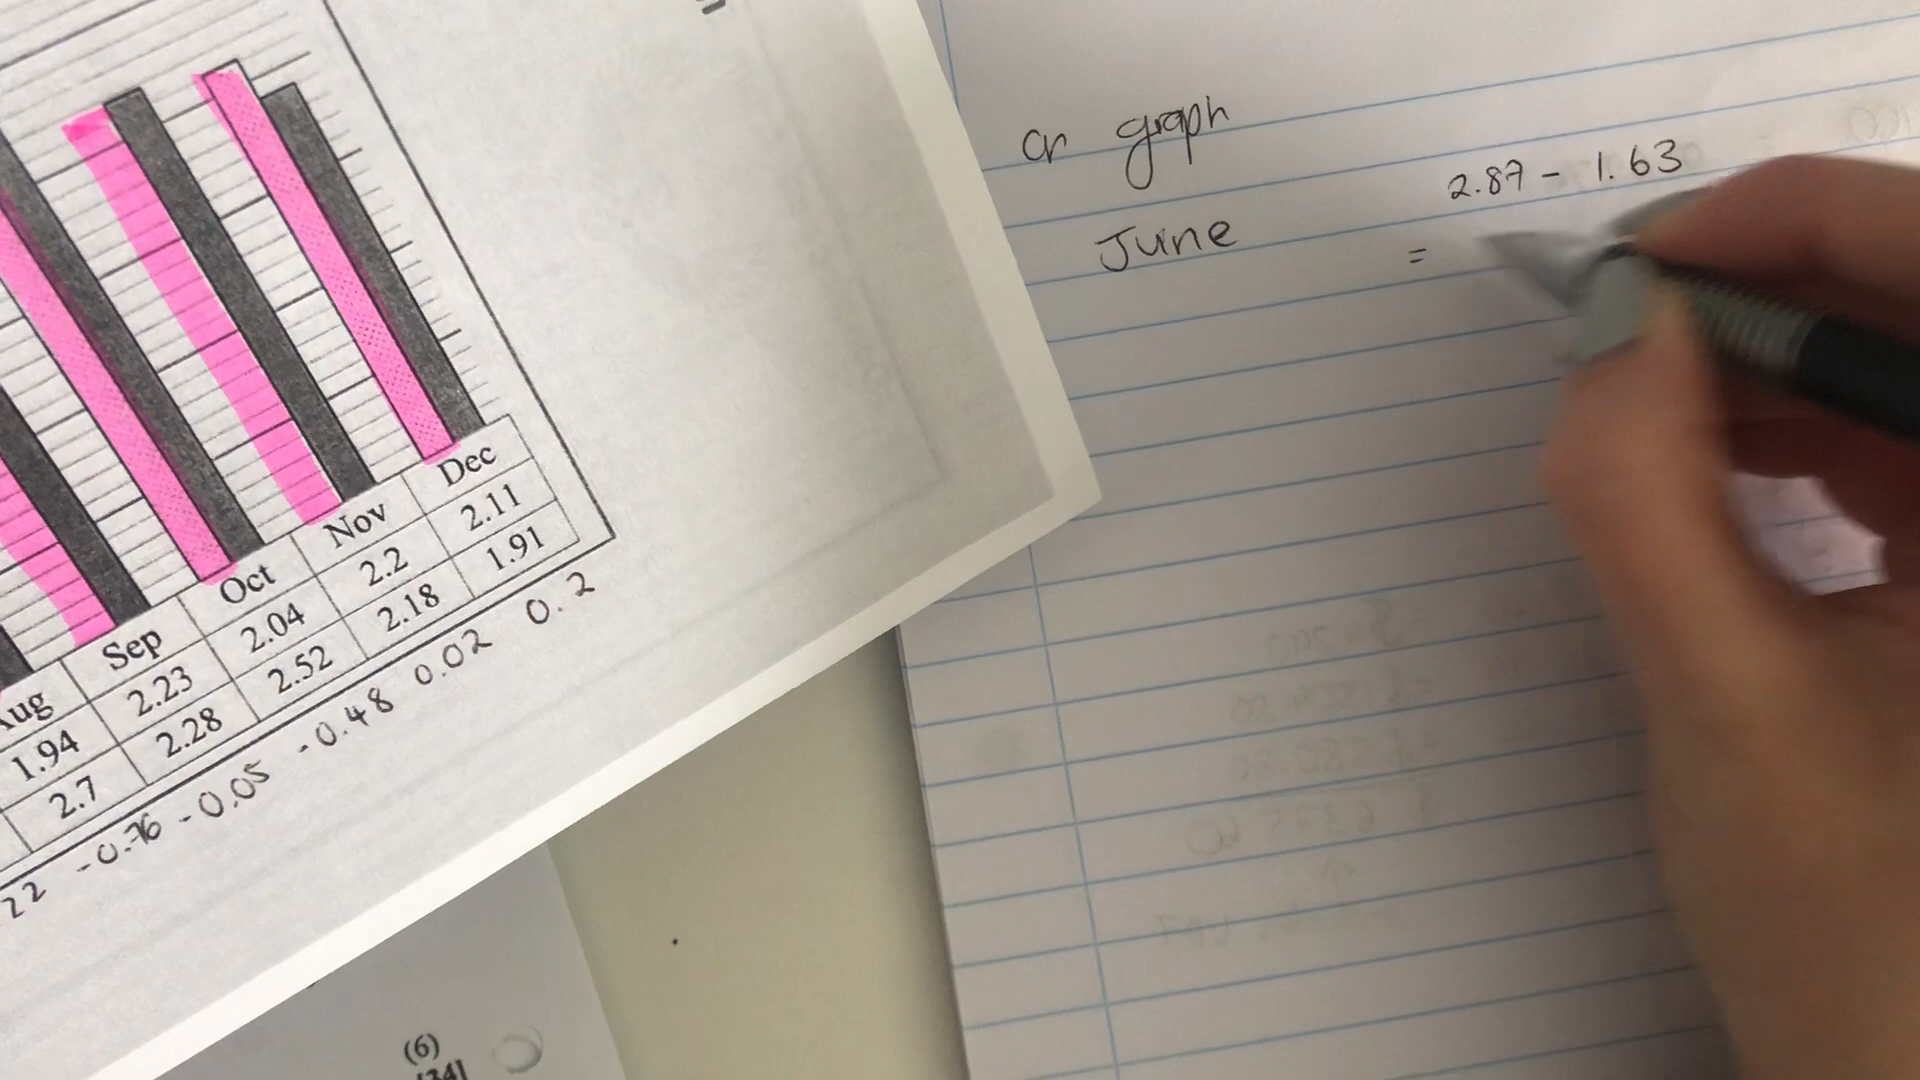 Aug Sep Oct Nov Dec
1.94 2.23 2.04 2.2 2.11
2.7 2.28 2.52 2.18 1.91
22 -0.76 -0.05 -0.48 0.02 0.2
(6)
or graph
2.87 - 1.63
June =